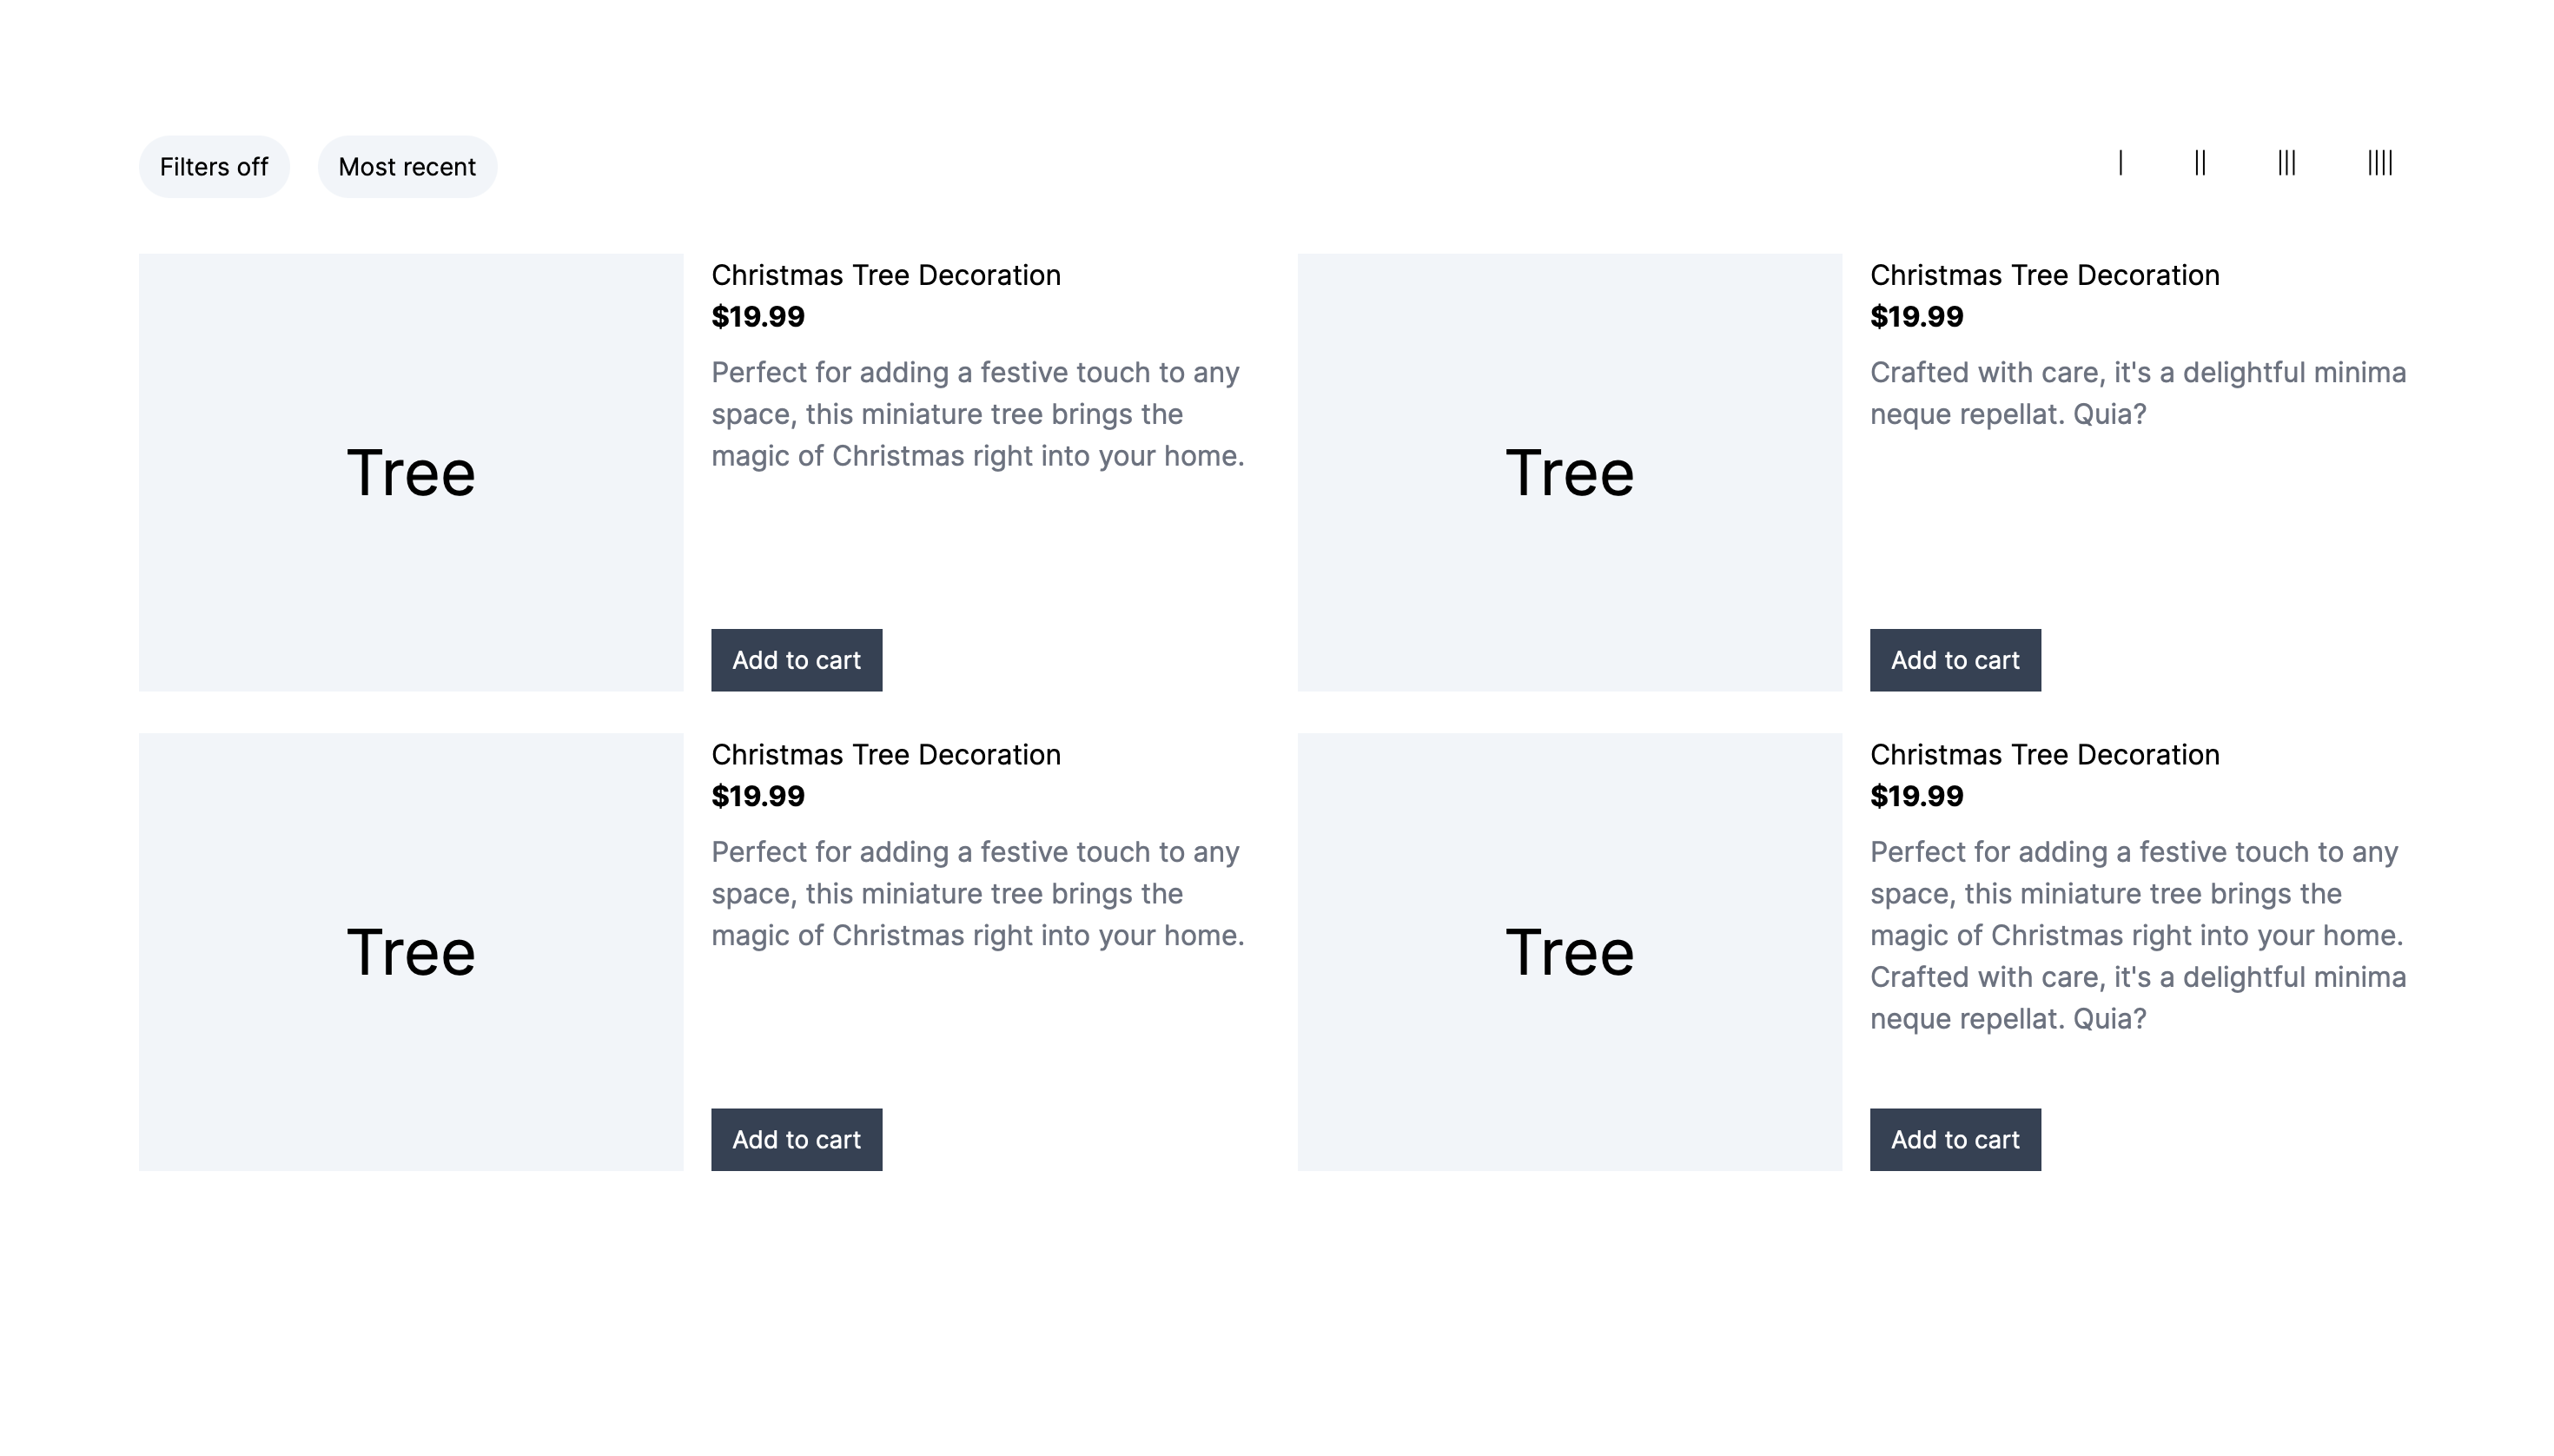 Filters off
Most recent
|
||
|||
||||
Tree
Christmas Tree Decoration
$19.99
Perfect for adding a festive touch to any
space, this miniature tree brings the
magic of Christmas right into your home.
Add to cart
Tree
Christmas Tree Decoration
$19.99
Crafted with care, it's a delightful minima
neque repellat. Quia?
Add to cart
Tree
Christmas Tree Decoration
$19.99
Perfect for adding a festive touch to any
space, this miniature tree brings the
magic of Christmas right into your home.
Add to cart
Tree
Christmas Tree Decoration
$19.99
Perfect for adding a festive touch to any
space, this miniature tree brings the
magic of Christmas right into your home.
Crafted with care, it's a delightful minima
neque repellat. Quia?
Add to cart